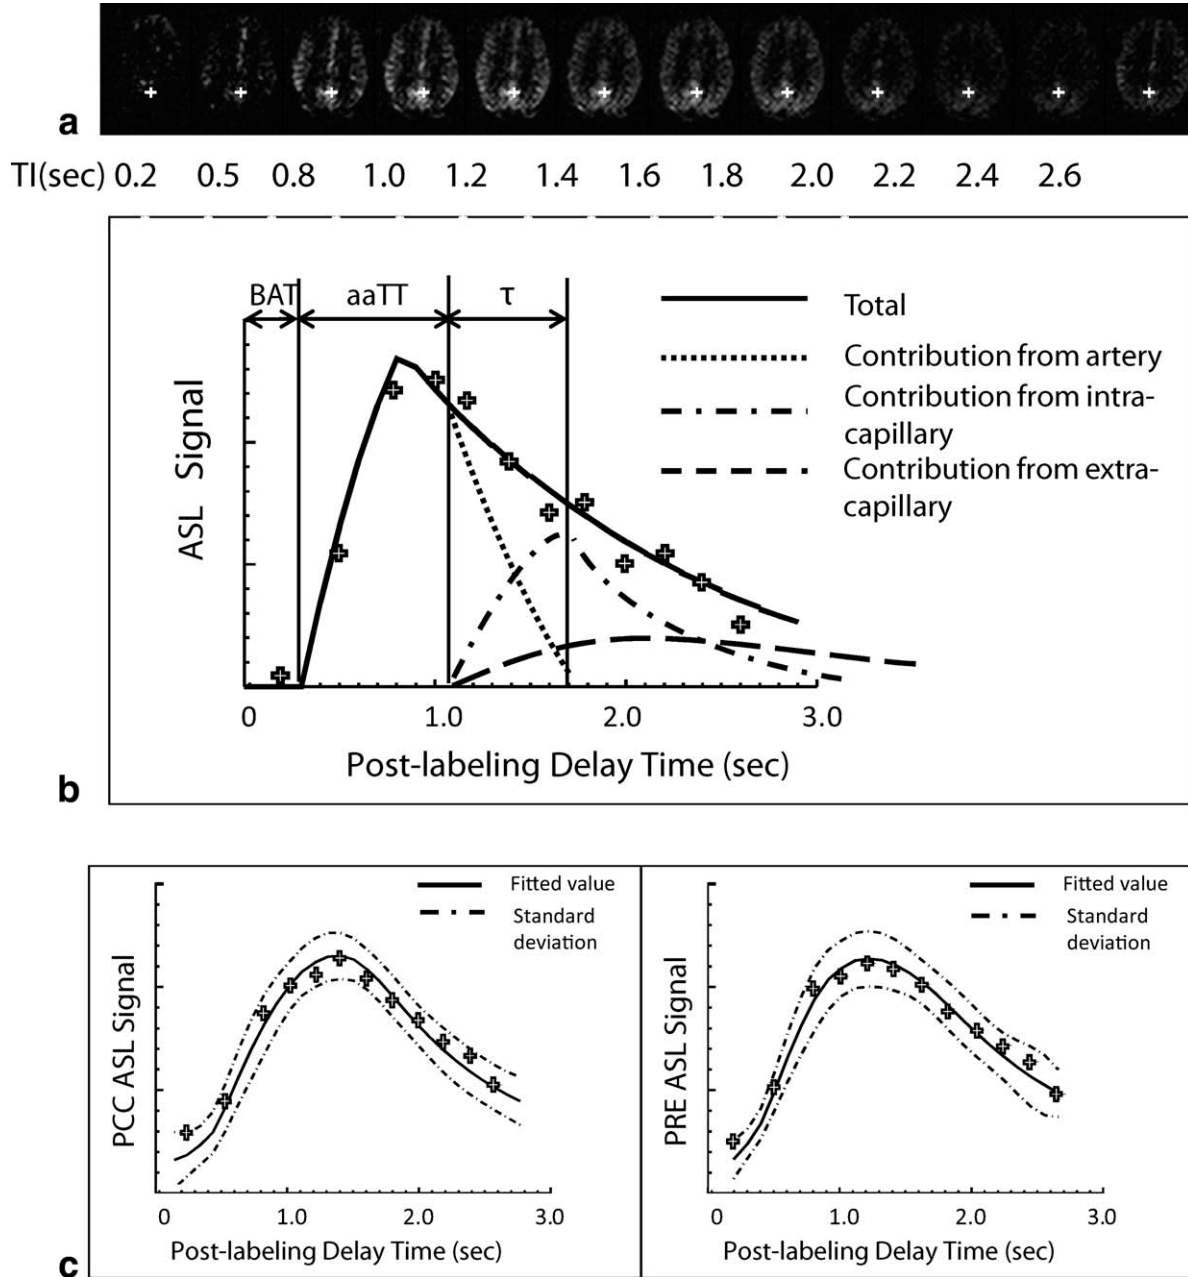 a
TI(sec) 0.2 0.5 0.8 1.0 1.2 1.4 1.6 1.8 2.0 2.2 2.4 2.6
BAT aaTT τ
Total
Contribution from artery
Contribution from intra-
capillary
Contribution from extra-
capillary
ASL Signal
0 1.0 2.0 3.0
Post-labeling Delay Time (sec)
b
Fitted value
Standard
deviation
PCC ASL Signal
0 1.0 2.0 3.0
Post-labeling Delay Time (sec)
Fitted value
Standard
deviation
PRE ASL Signal
0 1.0 2.0 3.0
Post-labeling Delay Time (sec)
c